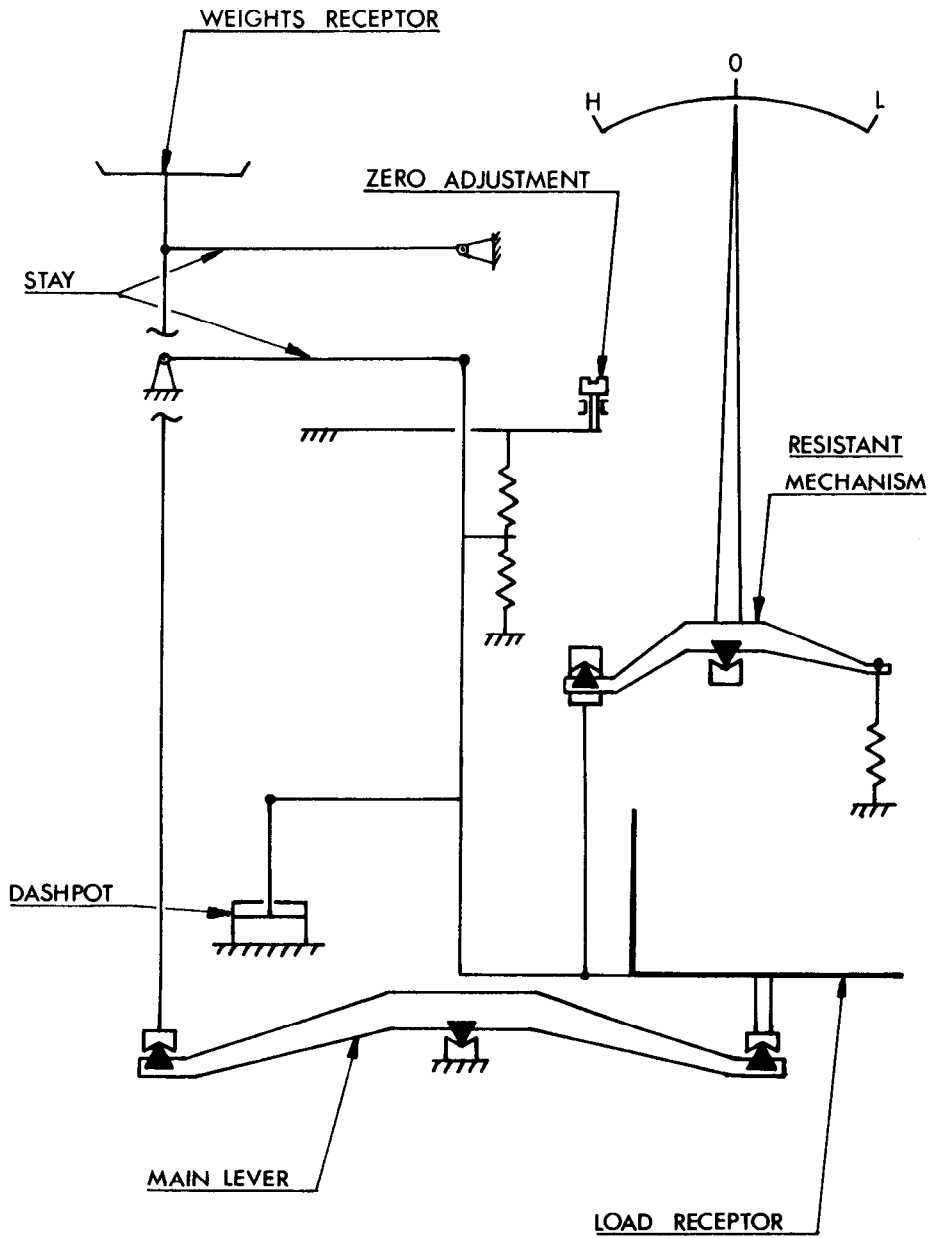 WEIGHTS RECEPTOR
0
H
L
ZERO ADJUSTMENT
STAY
RESISTANT
MECHANISM
DASHPOT
MAIN LEVER
LOAD RECEPTOR